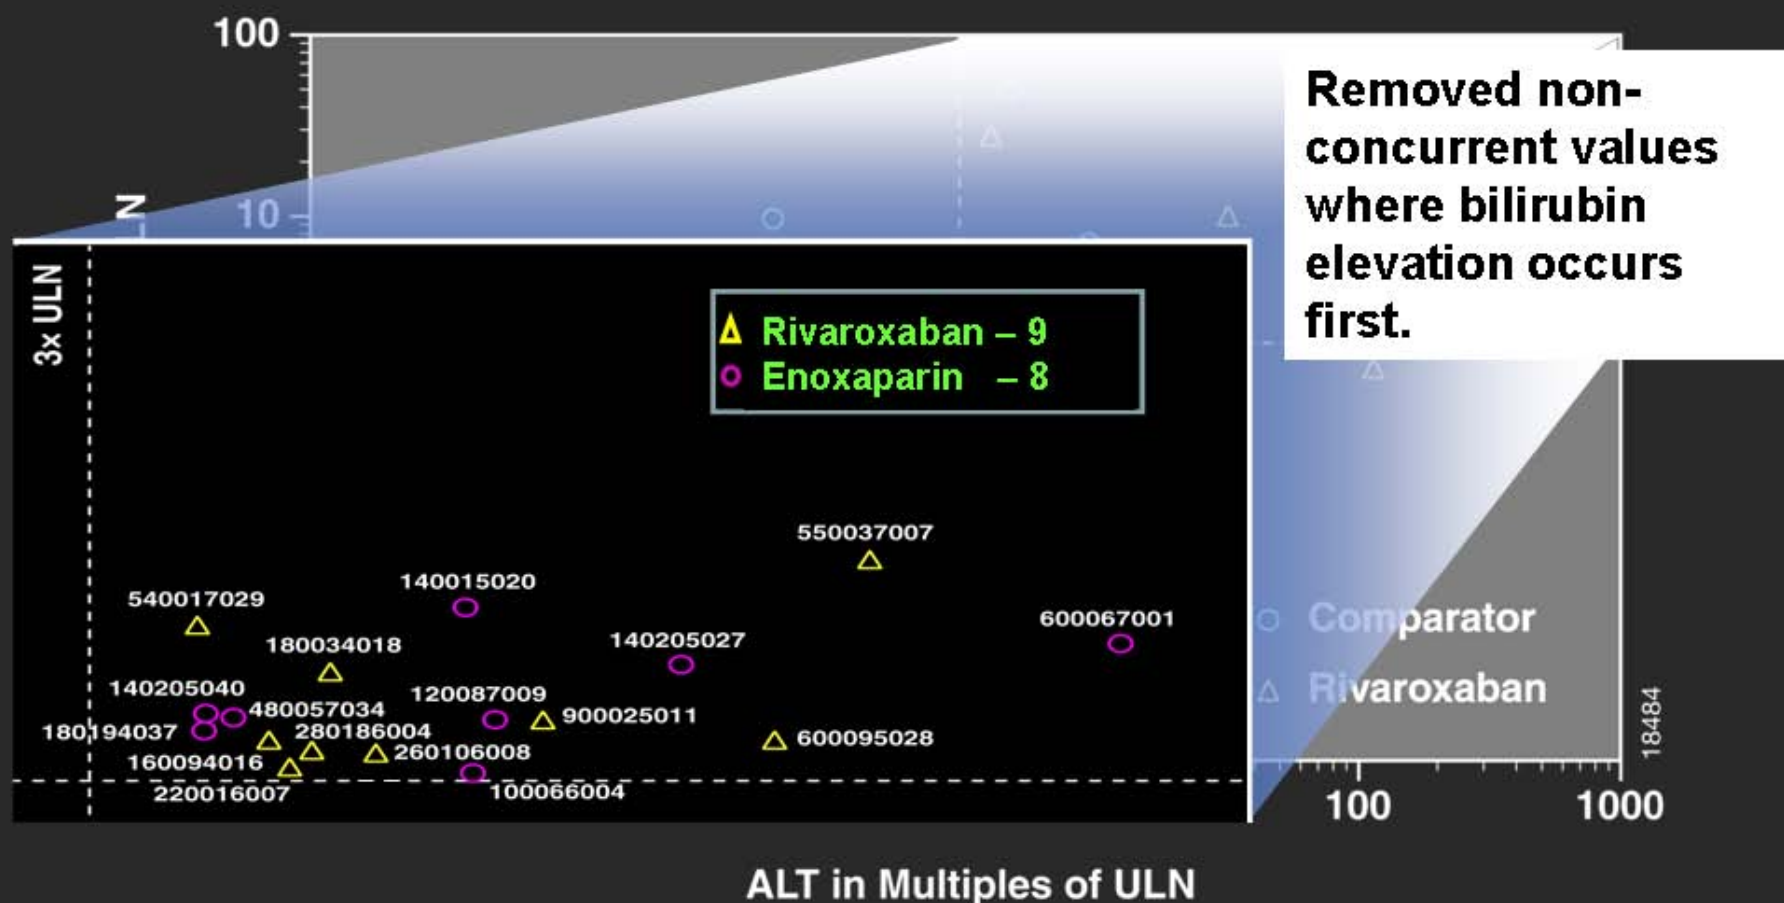 100
10
LN
Removed non-
concurrent values
where bilirubin
elevation occurs
first.
3x ULN
Rivaroxaban – 9
Enoxaparin – 8
550037007
540017029
140015020
600067001
180034018
140205027
140205040
120087009
480057034
900025011
180194037
280186004
600095028
160094016
260106008
220016007
100066004
Comparator
Rivaroxaban
18484
100
1000
ALT in Multiples of ULN